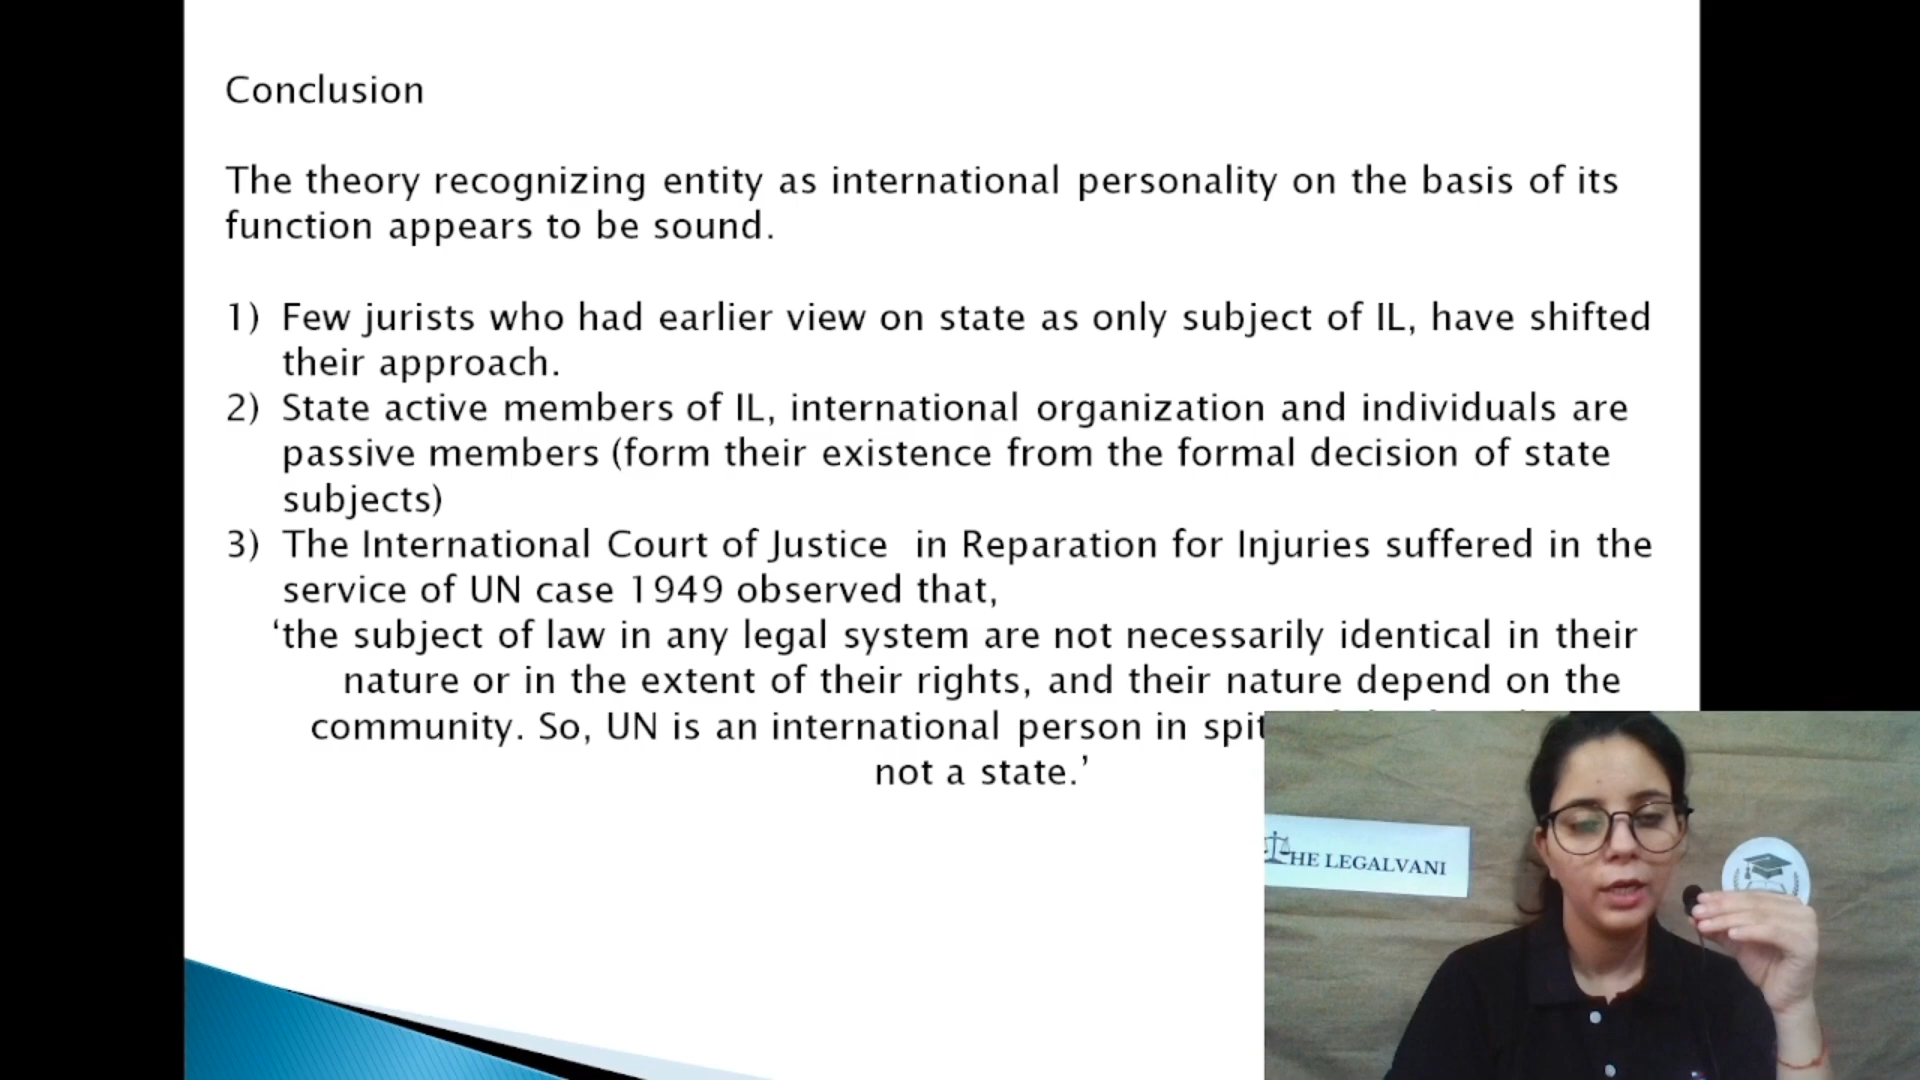 Conclusion
The theory recognizing entity as international personality on the basis of its
function appears to be sound.
1) Few jurists who had earlier view on state as only subject of IL, have shifted
their approach.
2) State active members of IL, international organization and individuals are
passive members (form their existence from the formal decision of state
subjects)
3) The International Court of Justice in Reparation for Injuries suffered in the
service of UN case 1949 observed that,
‘the subject of law in any legal system are not necessarily identical in their
nature or in the extent of their rights, and their nature depend on the
community. So, UN is an international person in
not a state.’
HE LEGALVANI